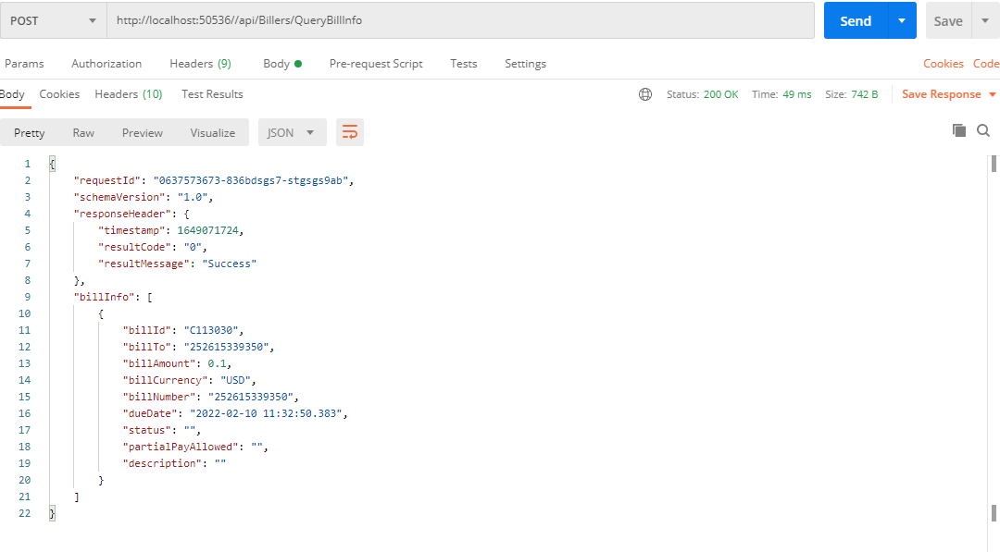 POST http://localhost:50536//api/Billers/QueryBillInfo Send Save
Params Authorization Headers (9) Body Pre-request Script Tests Settings Cookies Code
Body Cookies Headers (10) Test Results Status: 200 OK Time: 49 ms Size: 742 B Save Response
Pretty Raw Preview Visualize JSON
1 {
2 "requestId": "0637573673-836bdsgs7-stgsgs9ab",
3 "schemaVersion": "1.0",
4 "responseHeader": {
5 "timestamp": 1649071724,
6 "resultCode": "0",
7 "resultMessage": "Success"
8 },
9 "billInfo": [
10 {
11 "billId": "C113030",
12 "billTo": "252615339350",
13 "billAmount": 0.1,
14 "billCurrency": "USD",
15 "billNumber": "252615339350",
16 "dueDate": "2022-02-10 11:32:50.383",
17 "status": "",
18 "partialPayAllowed": "",
19 "description": ""
20 }
21 ]
22 }